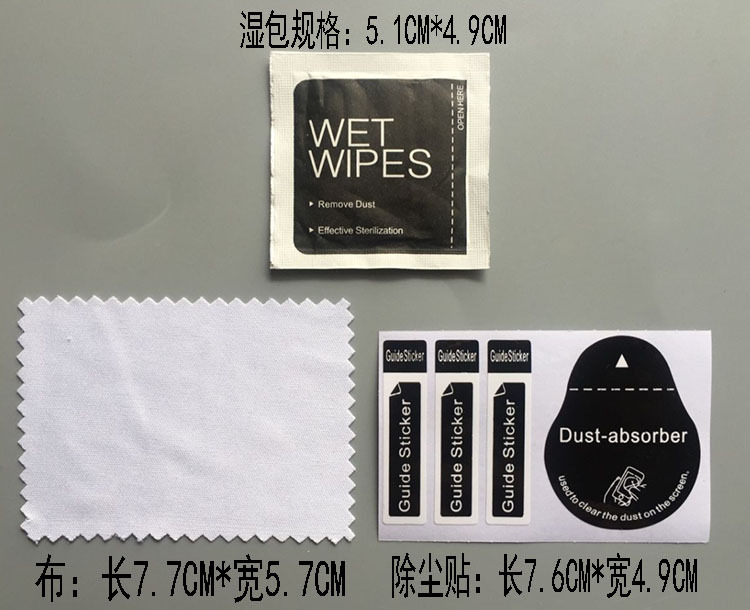 湿包规格：5.1CM*4.9CM
WET
WIPES
OPEN HERE
▸ Remove Dust
▸ Effective Sterilization
GuideSticker
GuideSticker
GuideSticker
Guide Sticker
Guide Sticker
Guide Sticker
Dust-absorber
used to clear the dust on the screen.
布：长7.7CM*宽5.7CM
除尘贴：长7.6CM*宽4.9CM